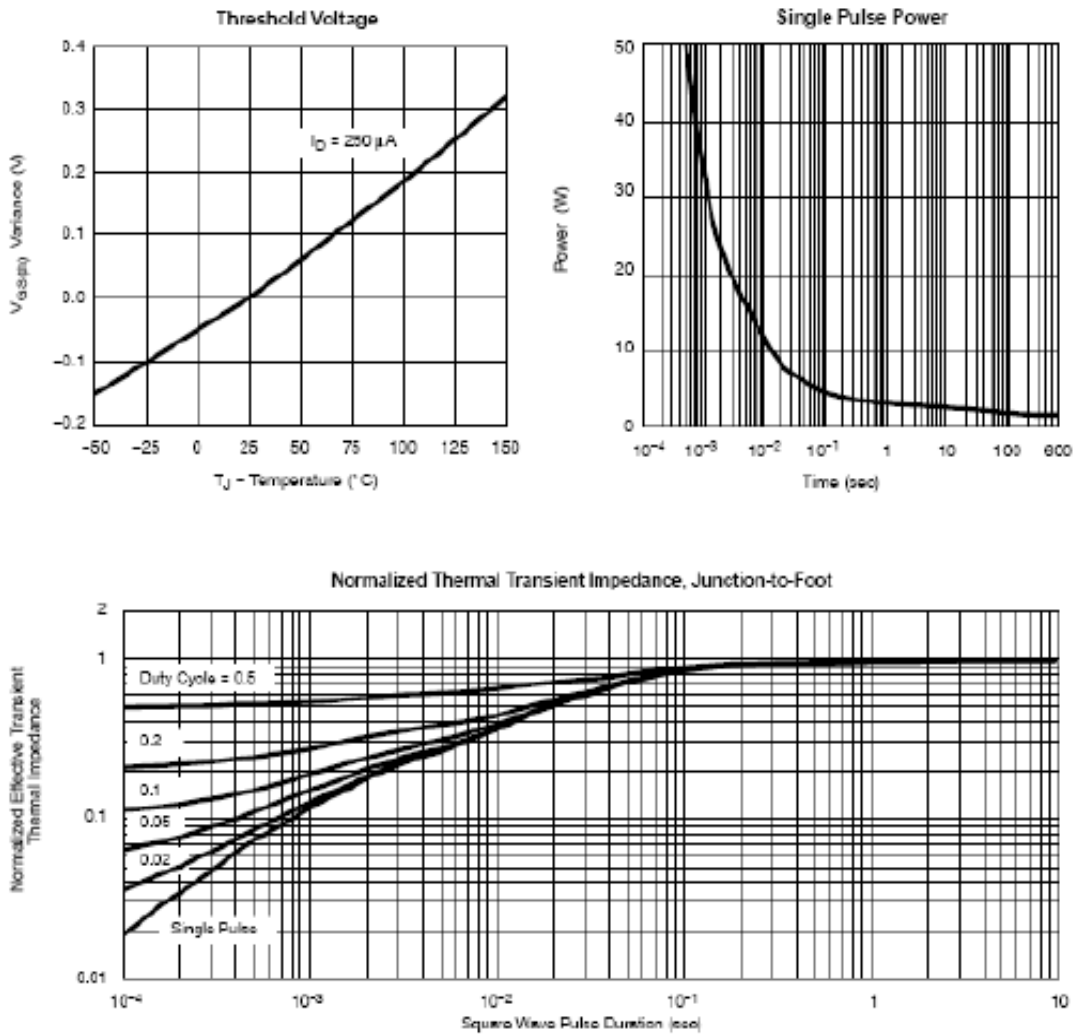 Threshold Voltage
0.4
0.3
0.2
0.1
0.0
−0.1
−0.2
VGS(th) Variance (V)
ID = 250 µA
−50 −25 0 25 50 75 100 125 150
TJ − Temperature (°C)
Single Pulse Power
50
40
30
20
10
0
Power (W)
10−4 10−3 10−2 10−1 1 10 100 600
Time (sec)
Normalized Thermal Transient Impedance, Junction-to-Foot
2
1
0.1
0.01
Normalized Effective Transient
Thermal Impedance
Duty Cycle = 0.5
0.2
0.1
0.05
0.02
Single Pulse
10−4 10−3 10−2 10−1 1 10
Square Wave Pulse Duration (sec)